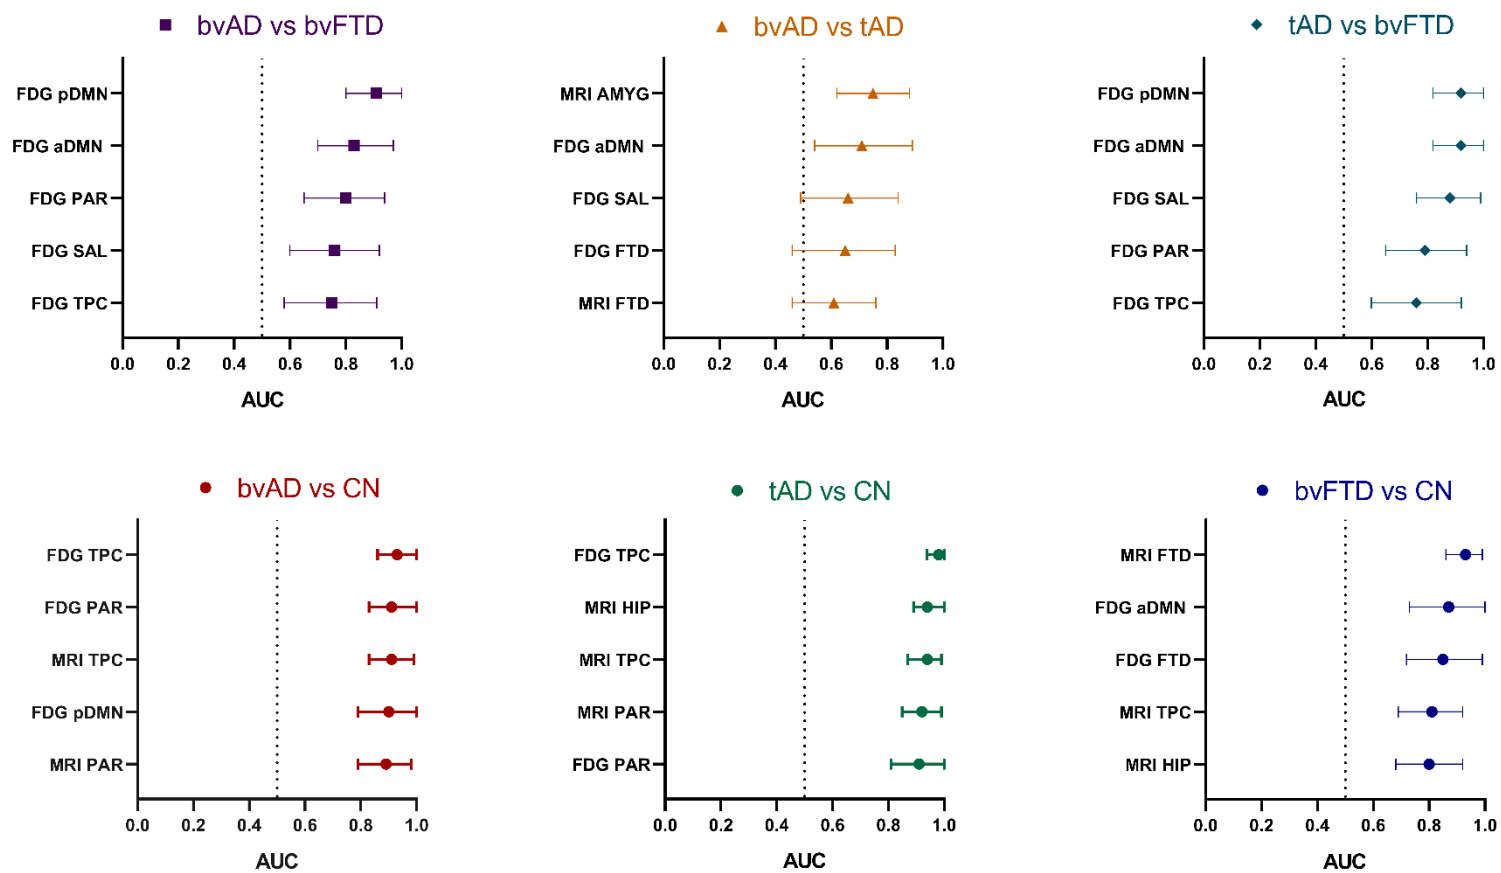 bvAD vs bvFTD
FDG pDMN
FDG aDMN
FDG PAR
FDG SAL
FDG TPC
0.0 0.2 0.4 0.6 0.8 1.0
AUC
bvAD vs tAD
MRI AMYG
FDG aDMN
FDG SAL
FDG FTD
MRI FTD
0.0 0.2 0.4 0.6 0.8 1.0
AUC
tAD vs bvFTD
FDG pDMN
FDG aDMN
FDG SAL
FDG PAR
FDG TPC
0.0 0.2 0.4 0.6 0.8 1.0
AUC
bvAD vs CN
FDG TPC
FDG PAR
MRI TPC
FDG pDMN
MRI PAR
0.0 0.2 0.4 0.6 0.8 1.0
AUC
tAD vs CN
FDG TPC
MRI HIP
MRI TPC
MRI PAR
FDG PAR
0.0 0.2 0.4 0.6 0.8 1.0
AUC
bvFTD vs CN
MRI FTD
FDG aDMN
FDG FTD
MRI TPC
MRI HIP
0.0 0.2 0.4 0.6 0.8 1.0
AUC